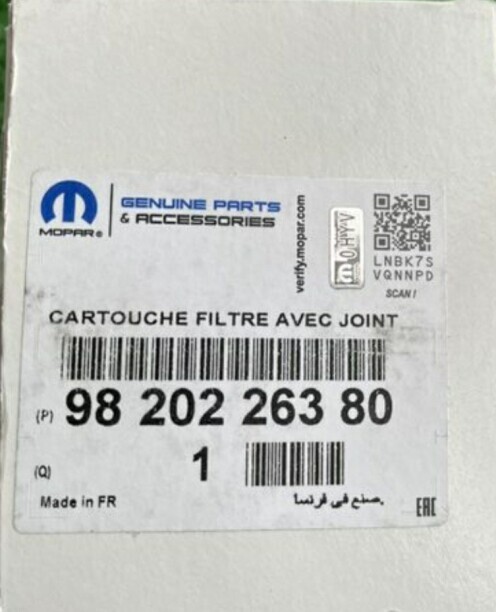 MOPAR®
GENUINE PARTS
& ACCESSORIES
verify.mopar.com
OHYV
LNBK7S
VQNNPD
SCAN!
CARTOUCHE FILTRE AVEC JOINT
(P) 98 202 263 80
(Q) 1
Made in FR
صنع في فرنسا.
EAC